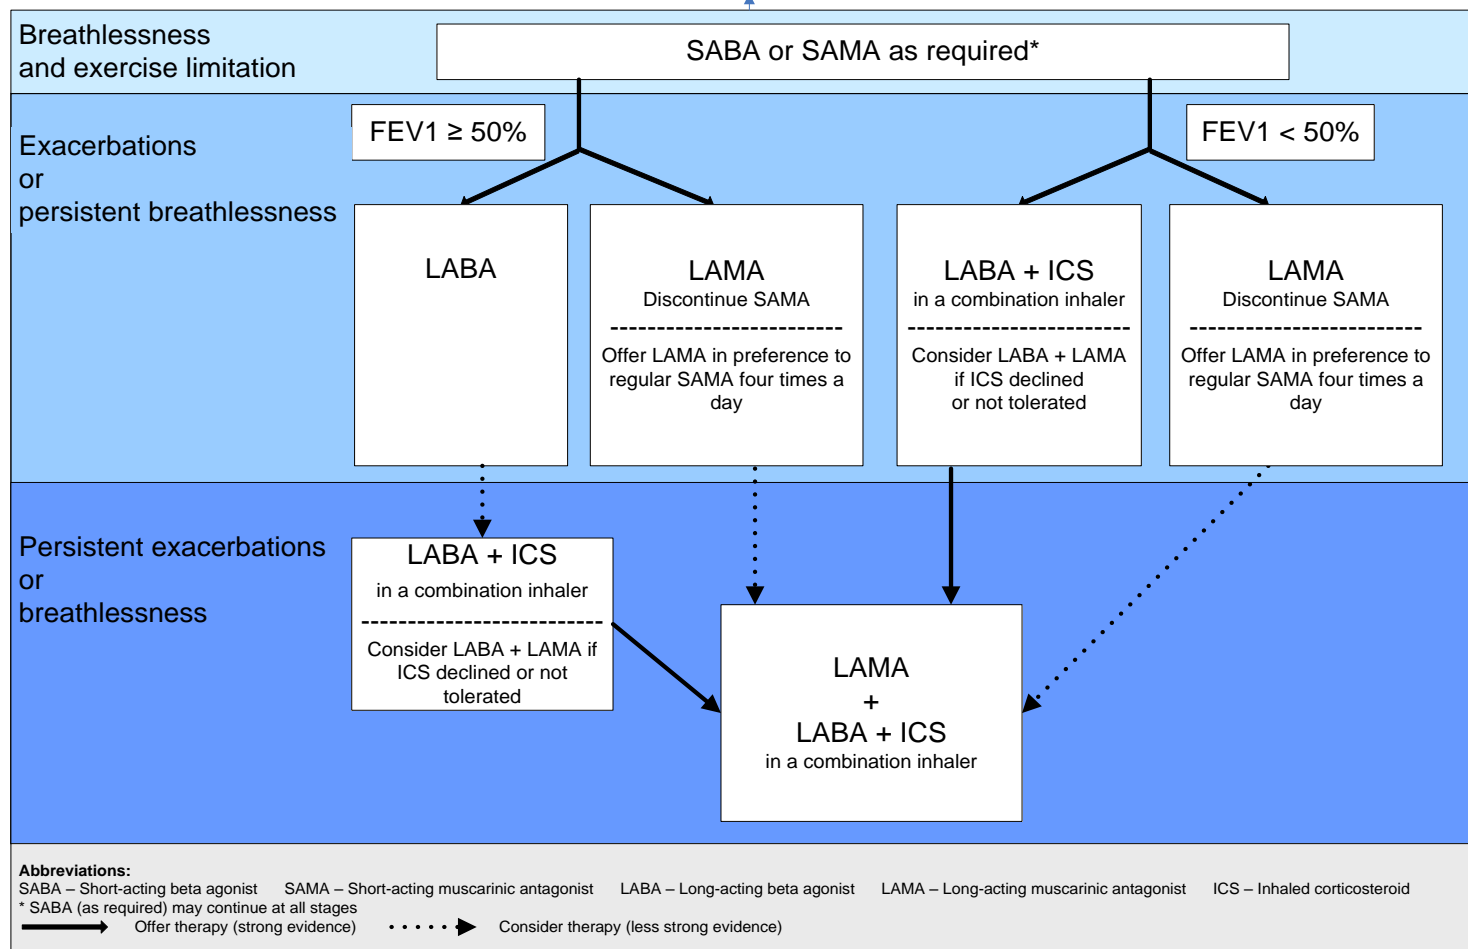 Breathlessness
and exercise limitation
SABA or SAMA as required*
Exacerbations
or
persistent breathlessness
FEV1 ≥ 50%
FEV1 < 50%
LABA
LAMA
Discontinue SAMA
Offer LAMA in preference to
regular SAMA four times a
day
LABA + ICS
in a combination inhaler
Consider LABA + LAMA
if ICS declined
or not tolerated
LAMA
Discontinue SAMA
Offer LAMA in preference to
regular SAMA four times a
day
Persistent exacerbations
or
breathlessness
LABA + ICS
in a combination inhaler
Consider LABA + LAMA if
ICS declined or not
tolerated
LAMA
+
LABA + ICS
in a combination inhaler
Abbreviations:
SABA – Short-acting beta agonist SAMA – Short-acting muscarinic antagonist LABA – Long-acting beta agonist LAMA – Long-acting muscarinic antagonist ICS – Inhaled corticosteroid
* SABA (as required) may continue at all stages
Offer therapy (strong evidence) Consider therapy (less strong evidence)